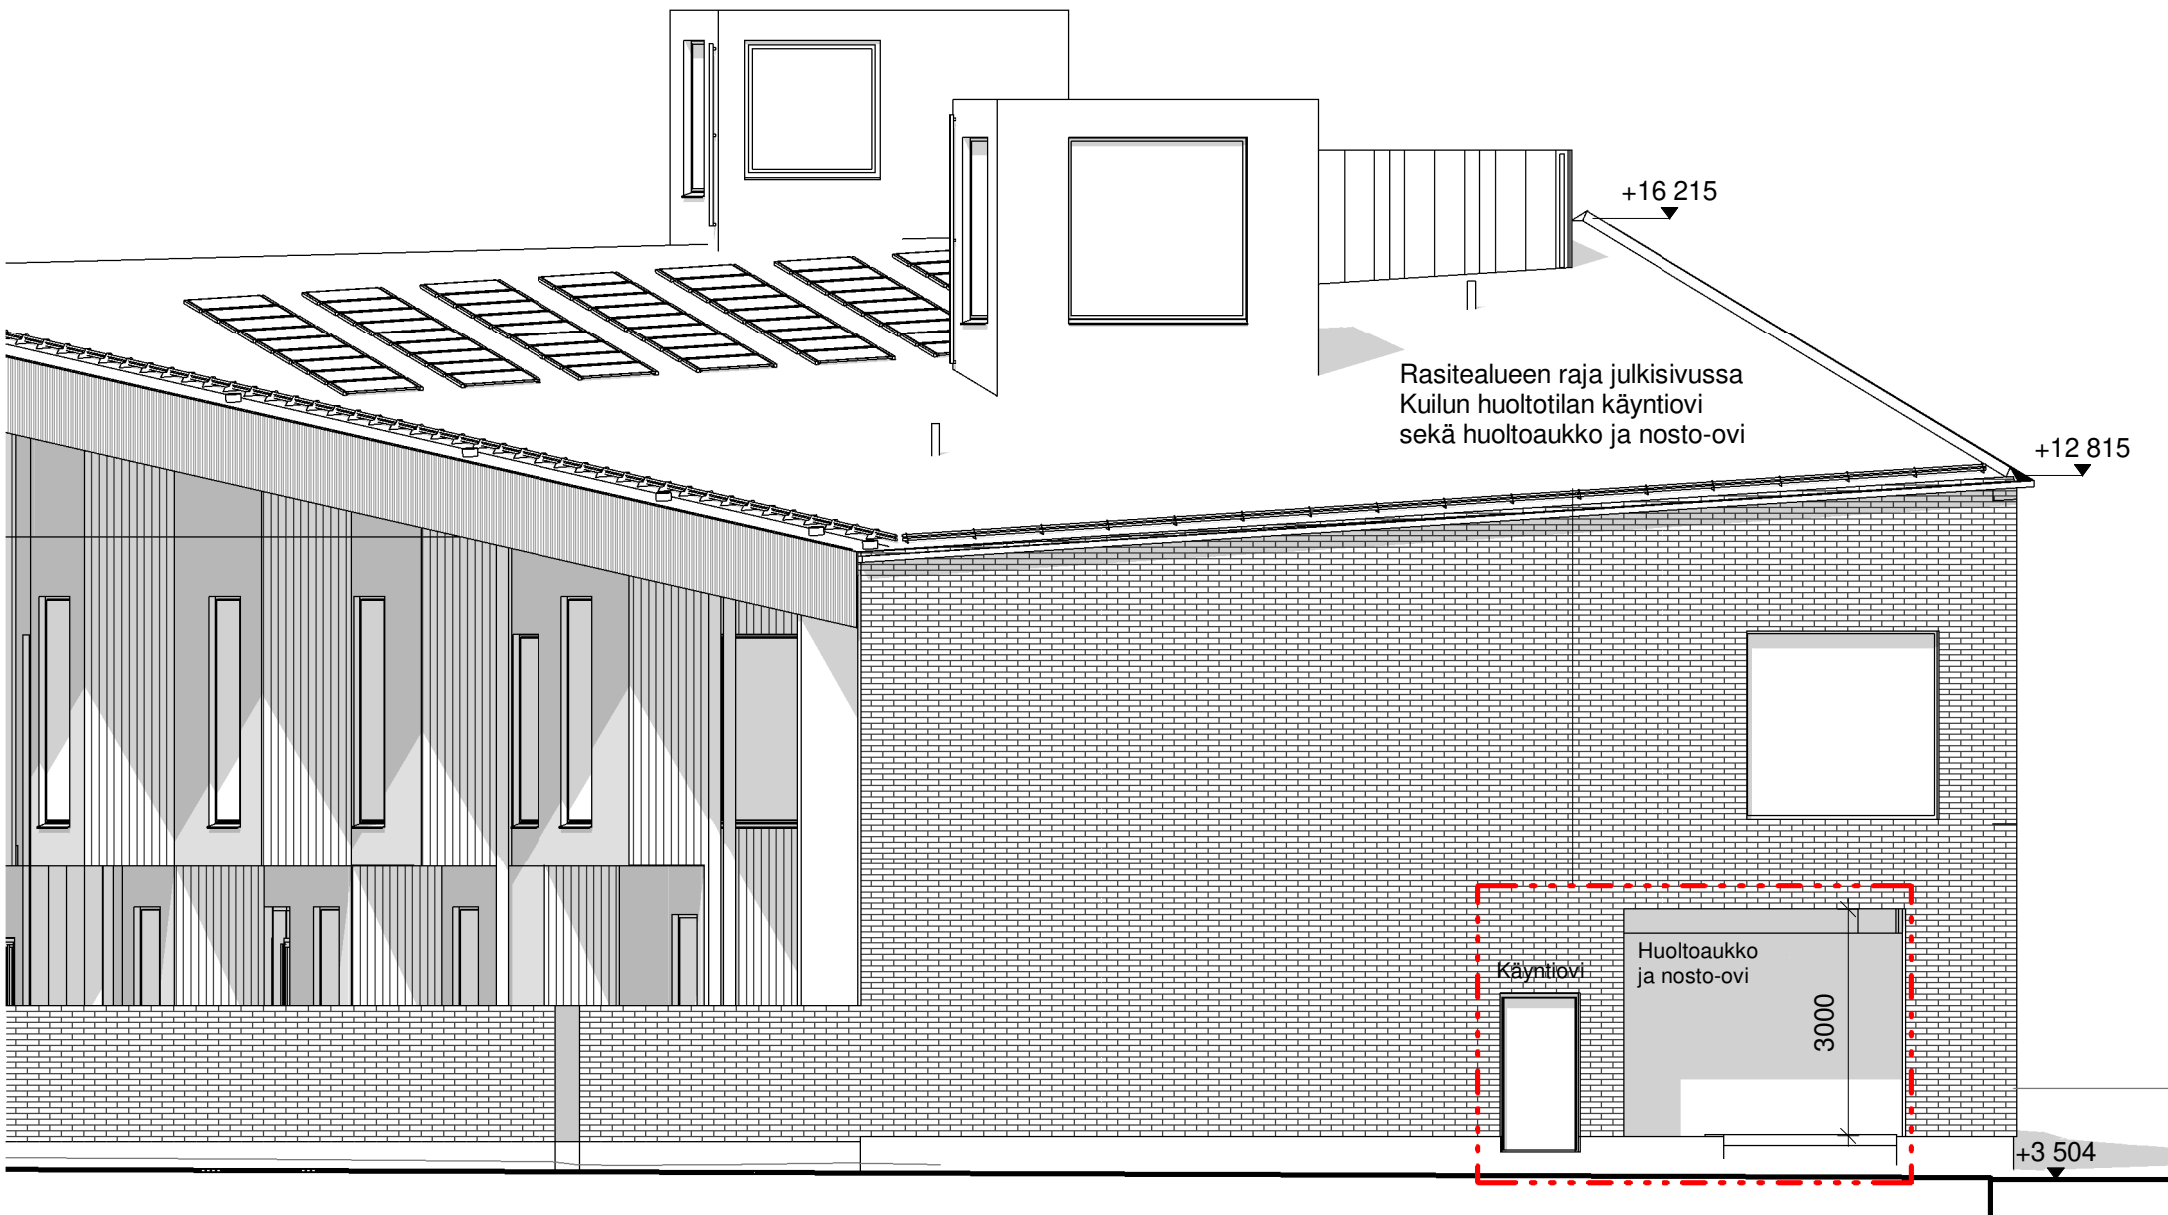 +16 215
Rasitealueen raja julkisivussa
Kuilun huoltotilan käyntiovi
sekä huoltoaukko ja nosto-ovi
+12 815
Käyntiovi
Huoltoaukko
ja nosto-ovi
3000
+3 504